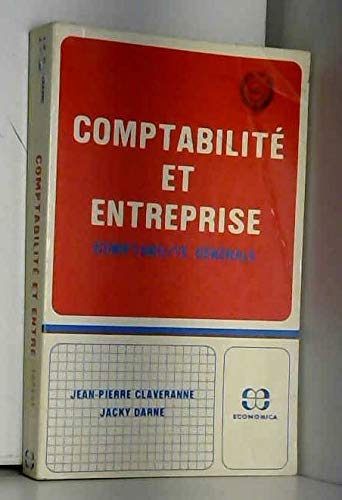 COMPTABILITÉ
ET
ENTREPRISE
COMPTABILITÉ GÉNÉRALE
JEAN-PIERRE CLAVERANNE
JACKY DARNE
ECONOMICA
COMPTABILITÉ ET ENTRE